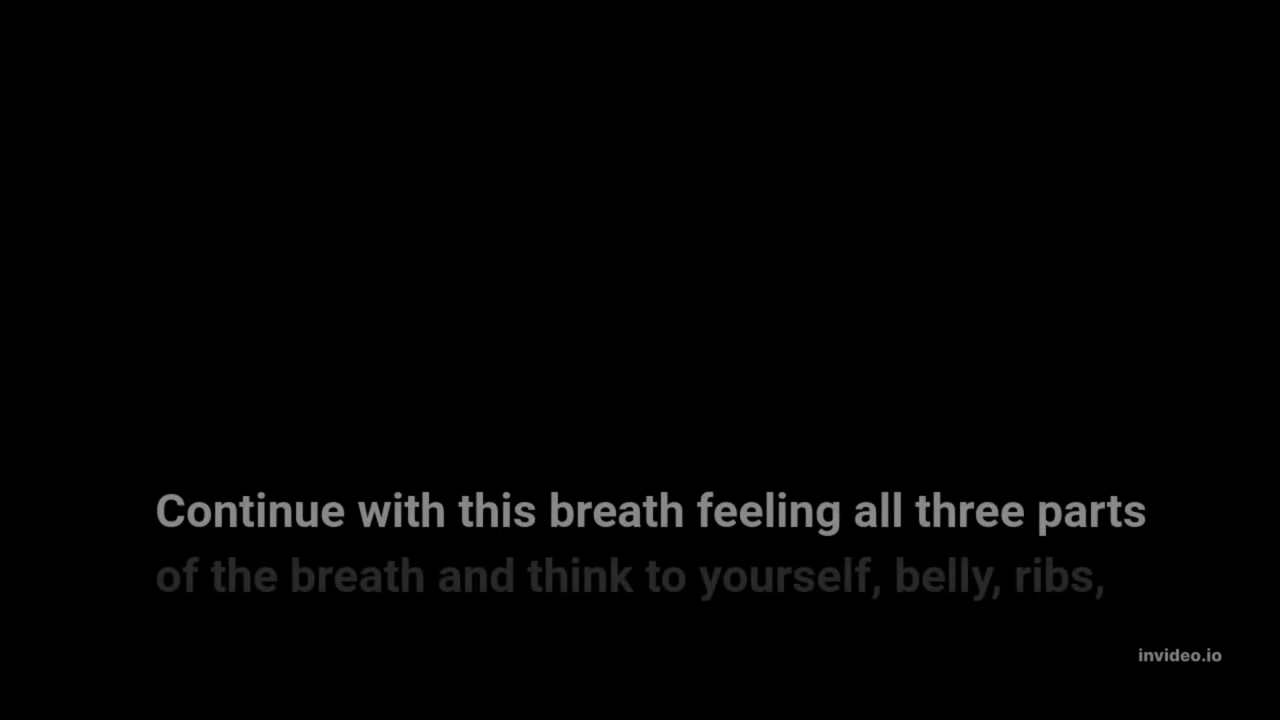 Continue with this breath feeling all three parts
of the breath and think to yourself, belly, ribs,
invideo.io